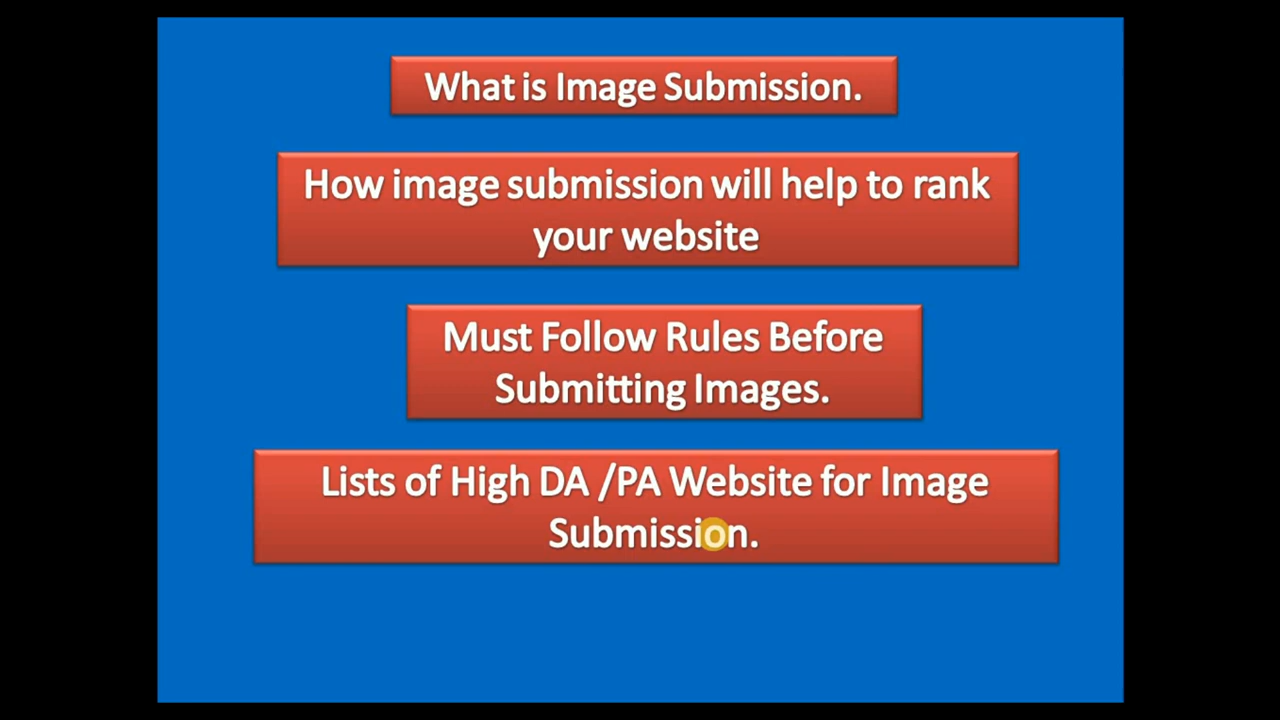 What is Image Submission.
How image submission will help to rank
your website
Must Follow Rules Before
Submitting Images.
Lists of High DA /PA Website for Image
Submission.